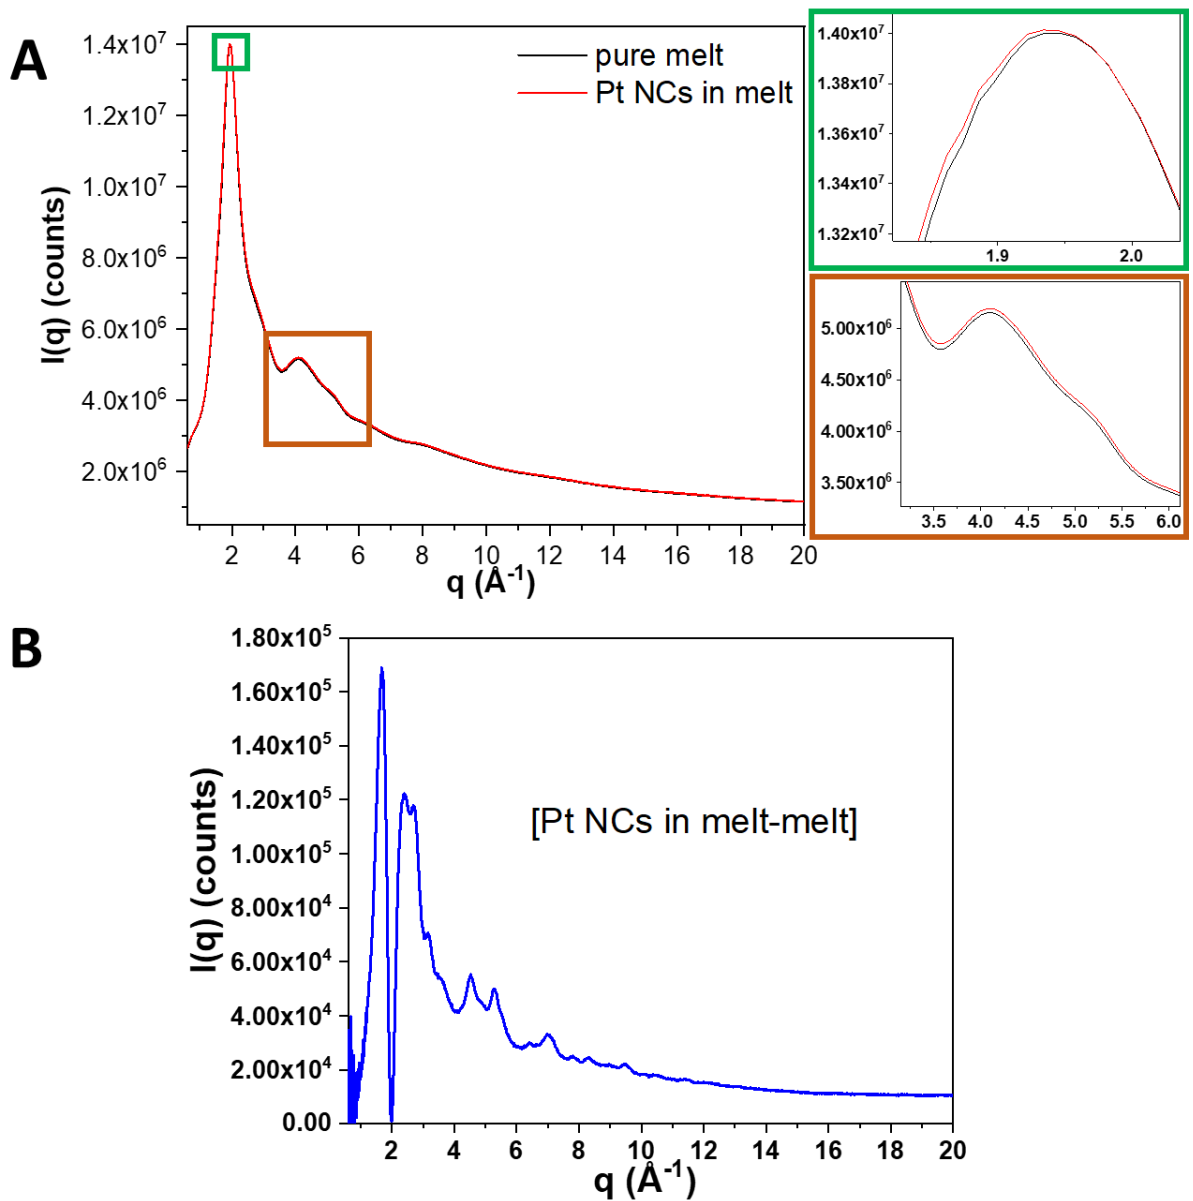 A
I(q) (counts)
1.4x10⁷
1.2x10⁷
1.0x10⁷
8.0x10⁶
6.0x10⁶
4.0x10⁶
2.0x10⁶
pure melt
Pt NCs in melt
2 4 6 8 10 12 14 16 18 20
q (Å⁻¹)
1.40x10⁷
1.38x10⁷
1.36x10⁷
1.34x10⁷
1.32x10⁷
1.9 2.0
5.00x10⁶
4.50x10⁶
4.00x10⁶
3.50x10⁶
3.5 4.0 4.5 5.0 5.5 6.0
B
I(q) (counts)
1.80x10⁵
1.60x10⁵
1.40x10⁵
1.20x10⁵
1.00x10⁵
8.00x10⁴
6.00x10⁴
4.00x10⁴
2.00x10⁴
0.00
[Pt NCs in melt-melt]
2 4 6 8 10 12 14 16 18 20
q (Å⁻¹)